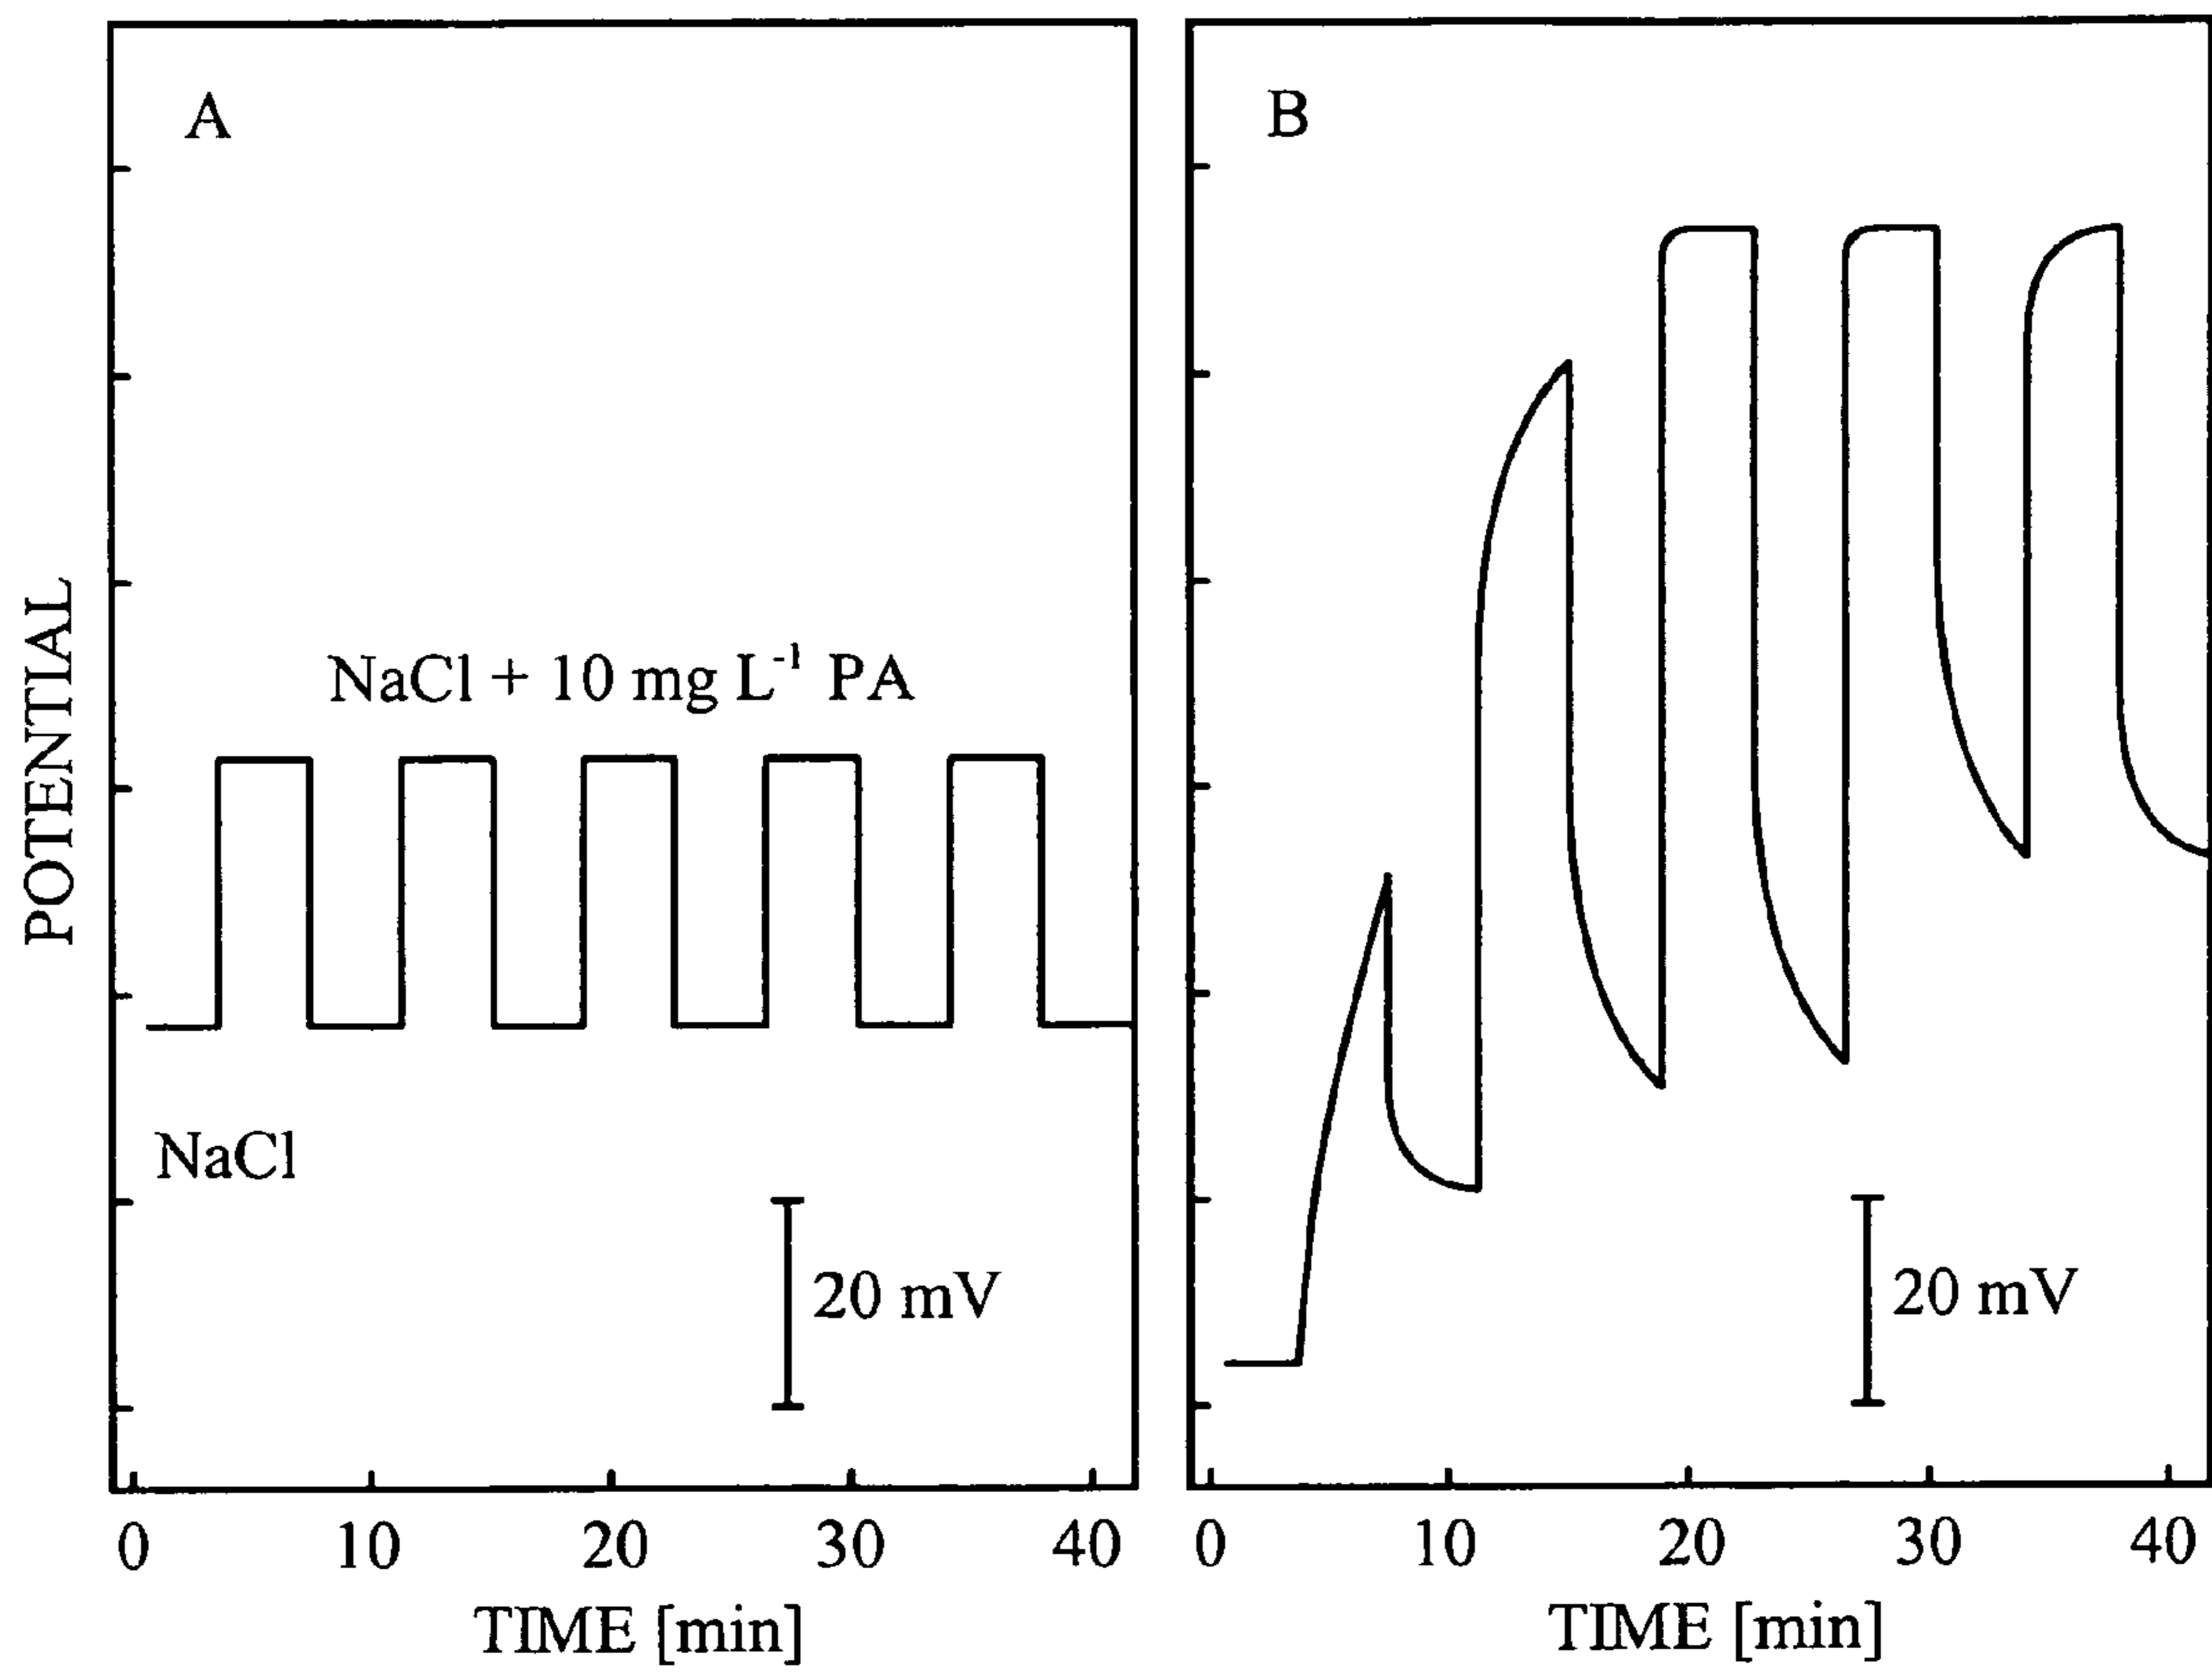 A
POTENTIAL
NaCl + 10 mg L⁻¹ PA
NaCl
20 mV
0 10 20 30 40
TIME [min]
B
20 mV
0 10 20 30 40
TIME [min]